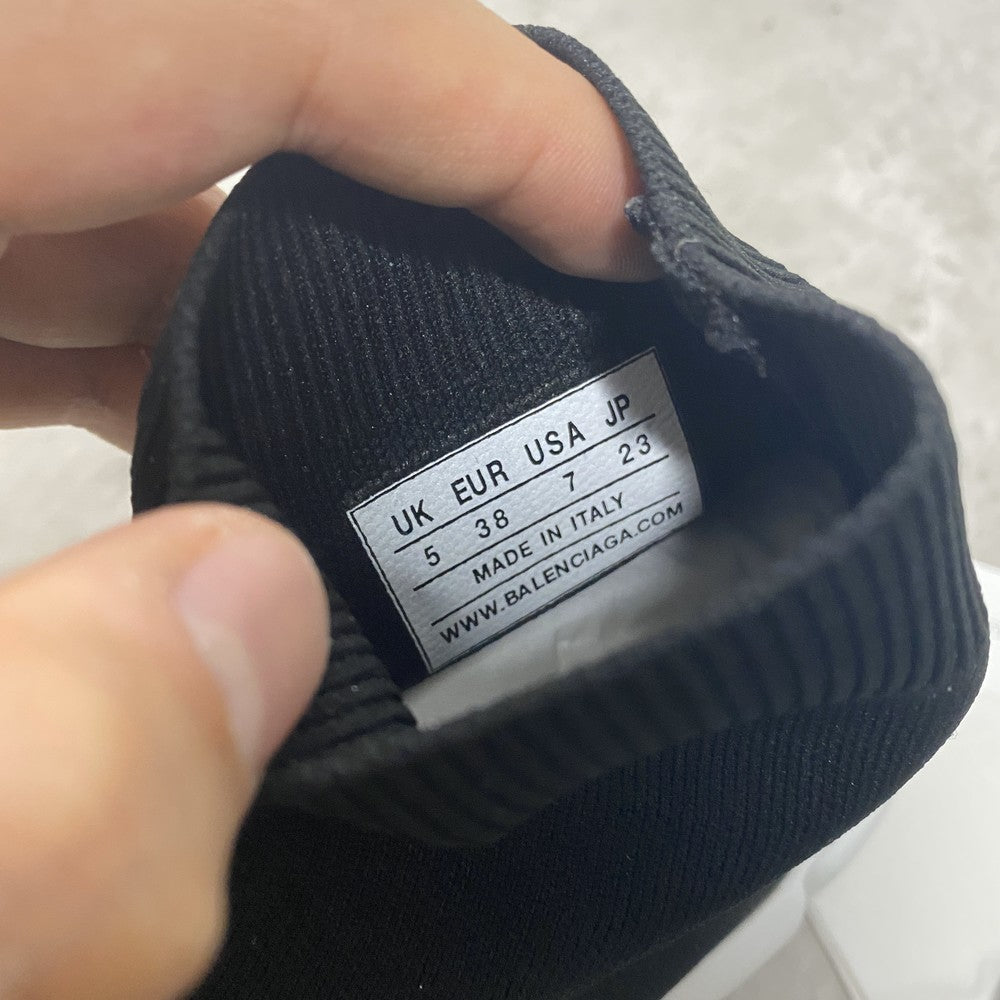 UK EUR USA JP
5 38 7 23
MADE IN ITALY
WWW.BALENCIAGA.COM